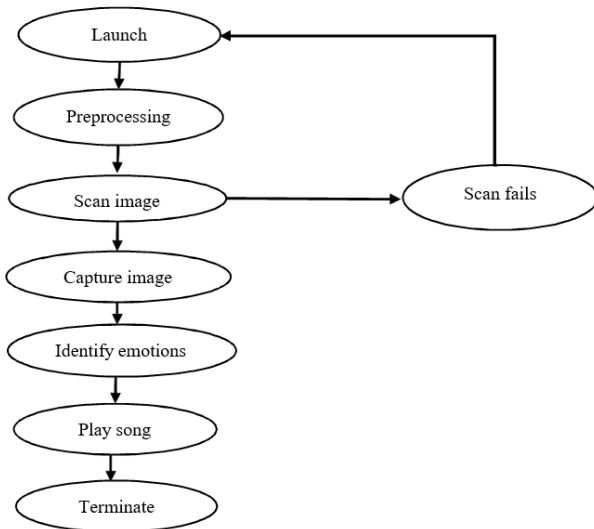 Launch
Preprocessing
Scan image
Scan fails
Capture image
Identify emotions
Play song
Terminate